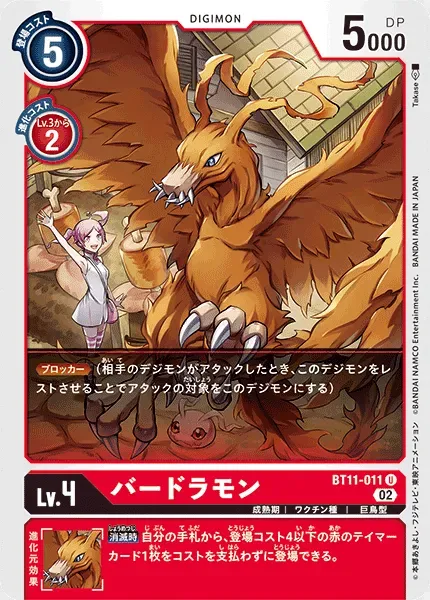 登場コスト
5
DIGIMON
DP
5000
進化コスト
Lv.3から
2
Takase
ブロッカー (相手のデジモンがアタックしたとき、このデジモンをレ
ストさせることでアタックの対象をこのデジモンにする)
BT11-011 U
02
Lv.4
バードラモン
成熟期 | ワクチン種 | 巨鳥型
進化元効果
消滅時 自分の手札から、登場コスト4以下の赤のテイマー
カード1枚をコストを支払わずに登場できる。
©本郷あきよし・フジテレビ・東映アニメーション ©BANDAI NAMCO Entertainment Inc. BANDAI MADE IN JAPAN